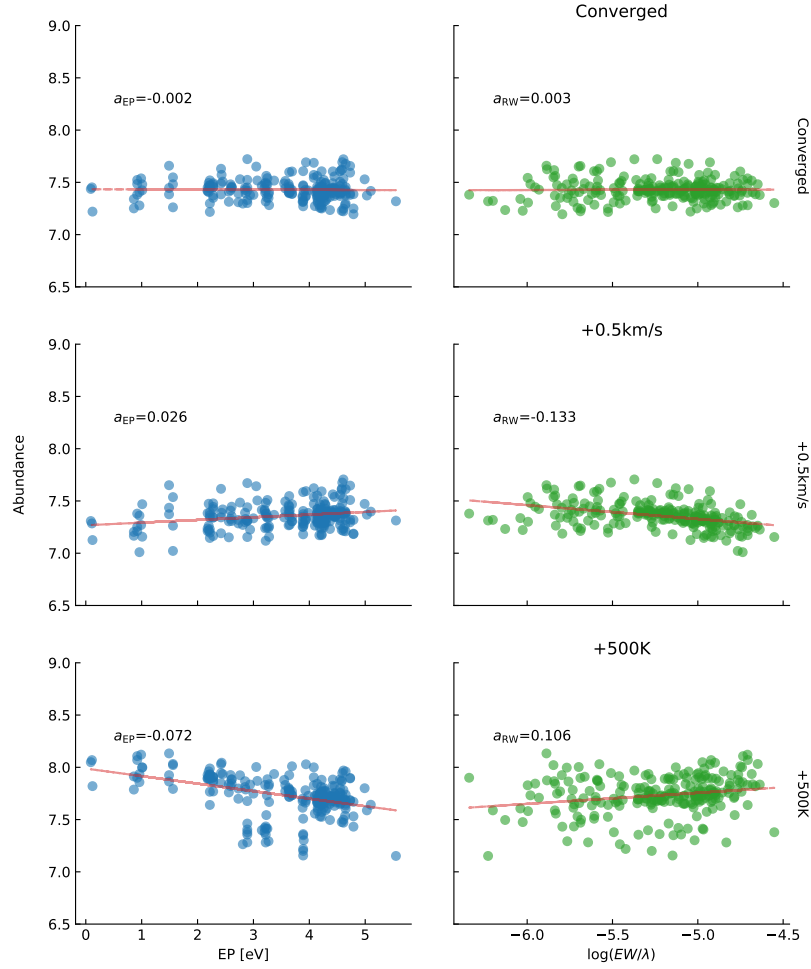 Converged
9.0
8.5
8.0
7.5
7.0
6.5
a_EP=-0.002
a_RW=0.003
Converged
+0.5km/s
9.0
8.5
8.0
7.5
7.0
6.5
Abundance
a_EP=0.026
a_RW=-0.133
+0.5km/s
+500K
9.0
8.5
8.0
7.5
7.0
6.5
a_EP=-0.072
a_RW=0.106
+500K
0 1 2 3 4 5
EP [eV]
−6.0 −5.5 −5.0 −4.5
log(EW/λ)